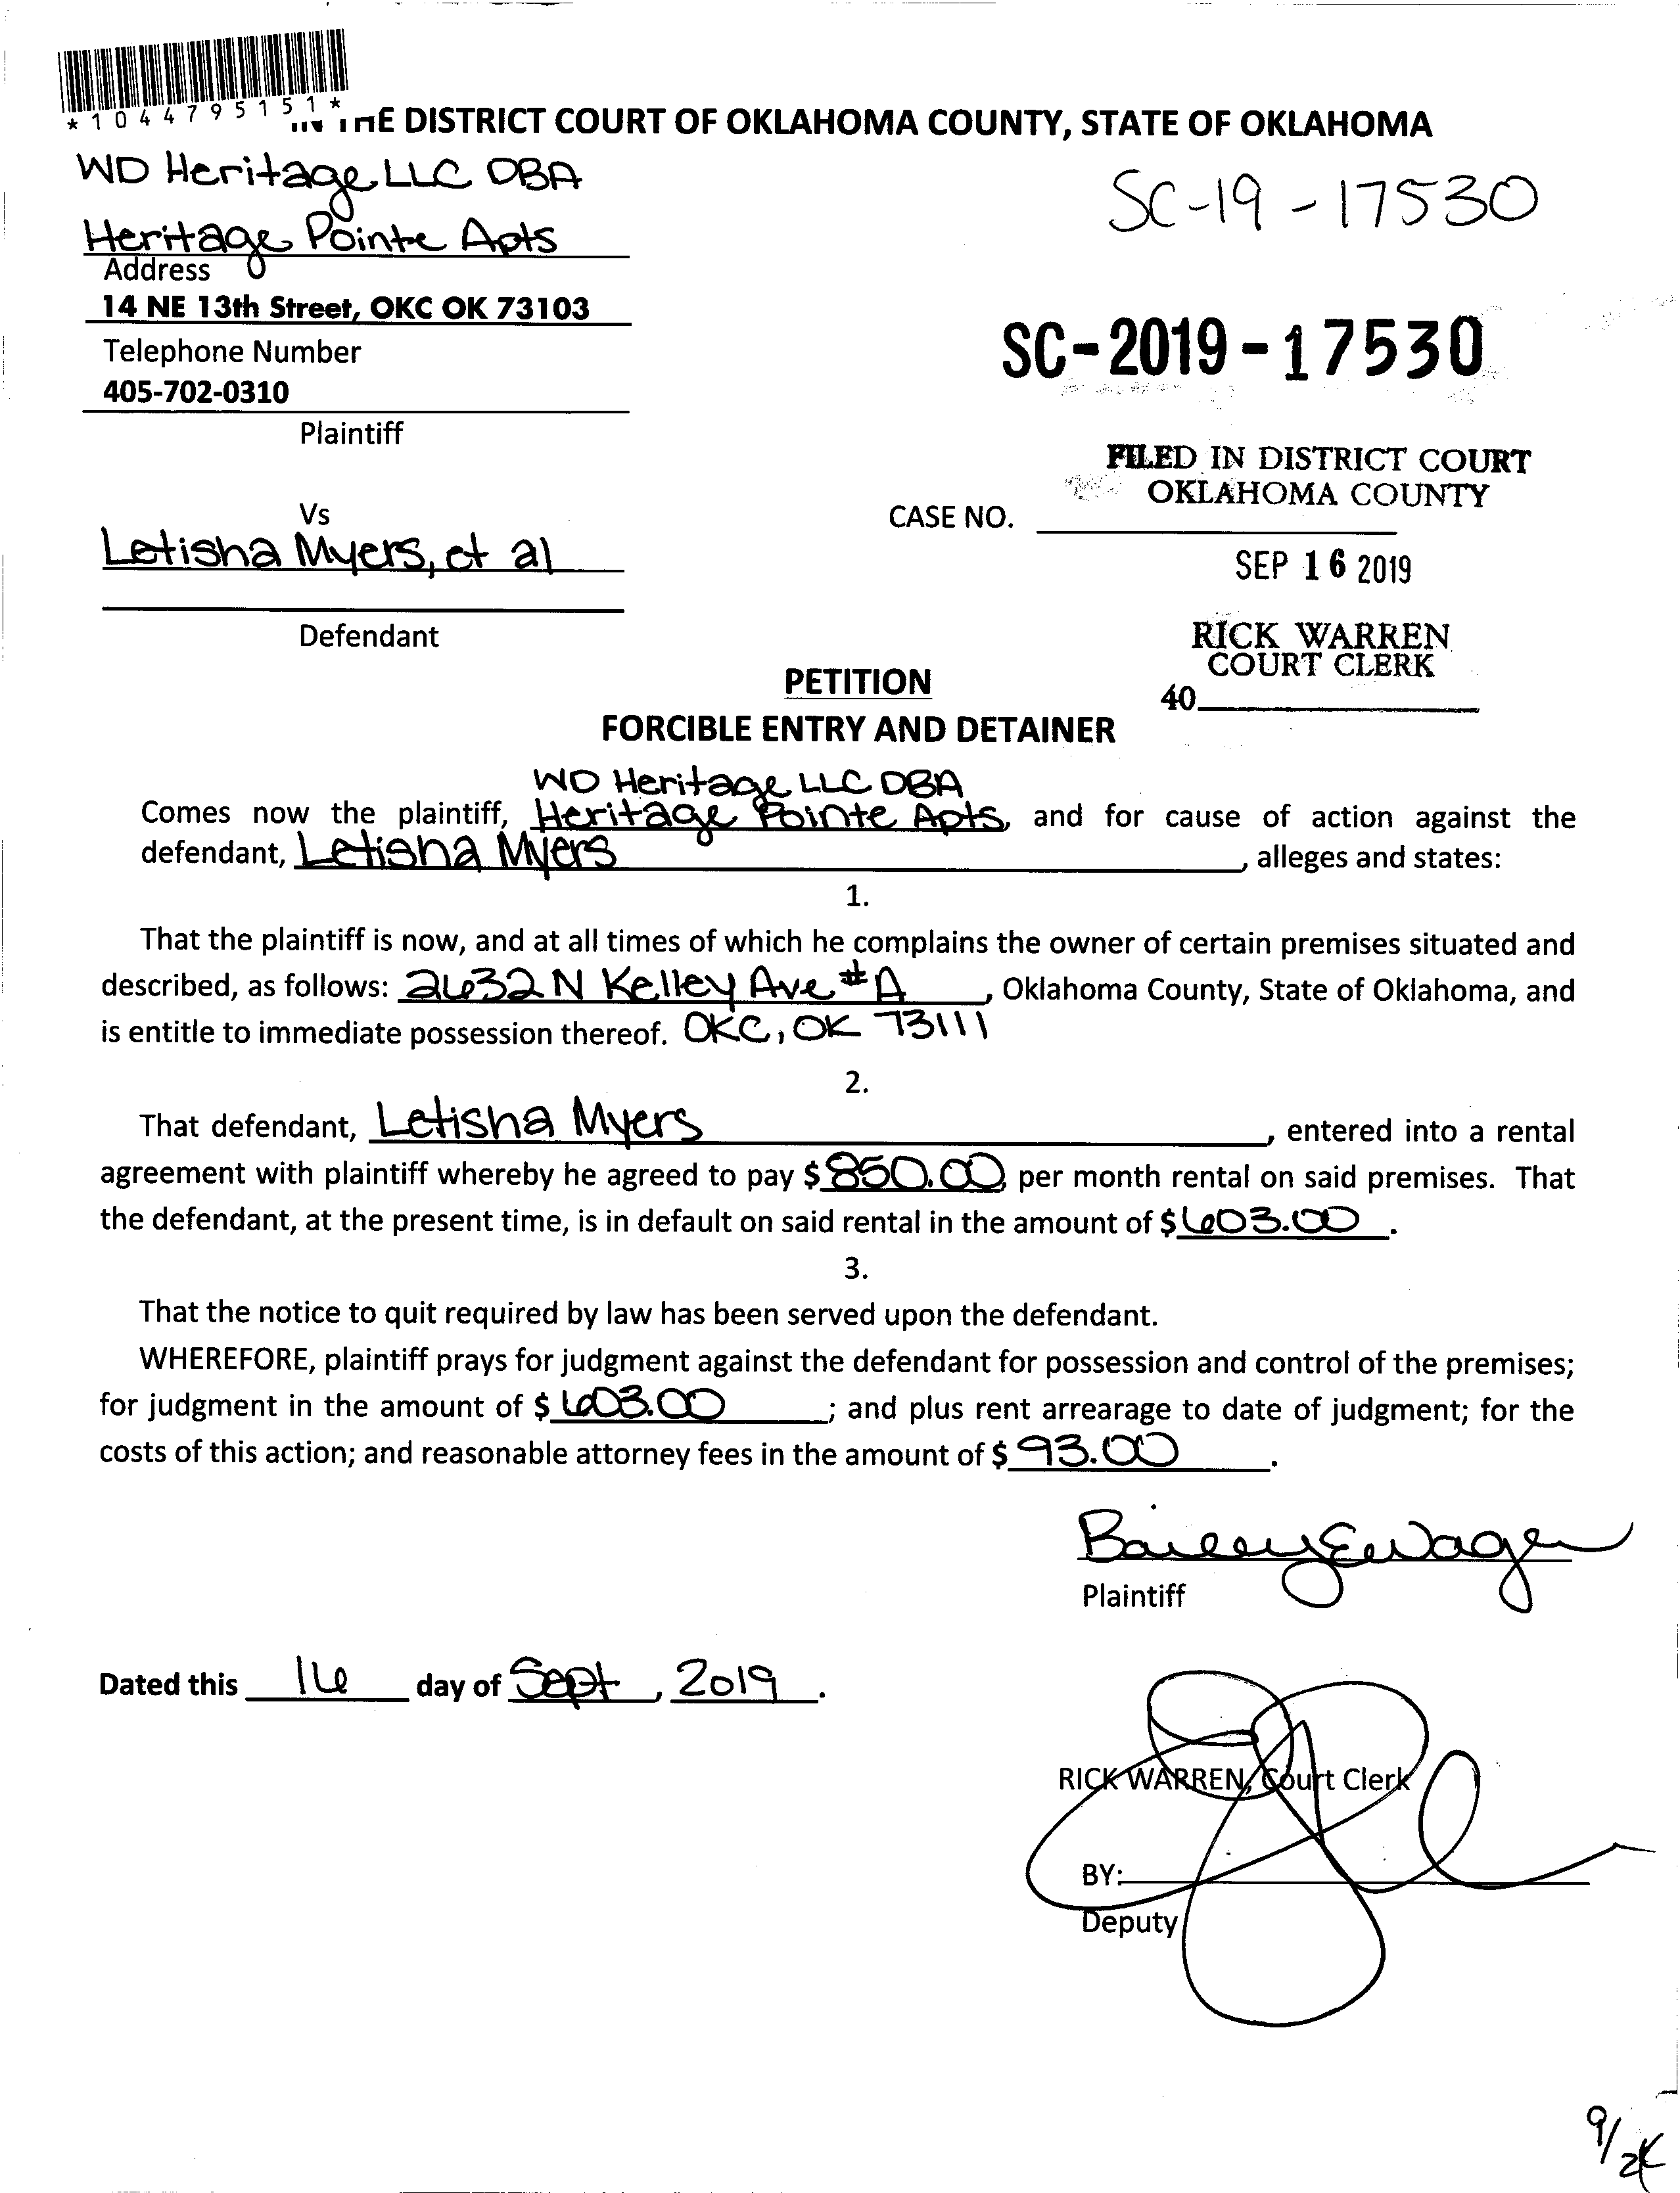 *1044795151*
IN THE DISTRICT COURT OF OKLAHOMA COUNTY, STATE OF OKLAHOMA
WD Heritage LLC DBA
Heritage Pointe Apts
SC-19-17530
Address
14 NE 13th Street, OKC OK 73103
Telephone Number
405-702-0310
SC-2019-17530
Plaintiff
FILED IN DISTRICT COURT
OKLAHOMA COUNTY
Vs
CASE NO.
Letisha Myers, et al
SEP 16 2019
Defendant
RICK WARREN
COURT CLERK
40
PETITION
FORCIBLE ENTRY AND DETAINER
WD Heritage LLC DBA
Comes now the plaintiff, Heritage Pointe Apts, and for cause of action against the
defendant, Letisha Myers, alleges and states:
1.
That the plaintiff is now, and at all times of which he complains the owner of certain premises situated and
described, as follows: 2632 N Kelley Ave #A, Oklahoma County, State of Oklahoma, and
is entitle to immediate possession thereof. OKC, OK 73111
2.
That defendant, Letisha Myers, entered into a rental
agreement with plaintiff whereby he agreed to pay $850.00, per month rental on said premises. That
the defendant, at the present time, is in default on said rental in the amount of $603.00.
3.
That the notice to quit required by law has been served upon the defendant.
WHEREFORE, plaintiff prays for judgment against the defendant for possession and control of the premises;
for judgment in the amount of $603.00; and plus rent arrearage to date of judgment; for the
costs of this action; and reasonable attorney fees in the amount of $93.00.
Plaintiff
Dated this 16 day of Sept, 2019.
RICK WARREN, Court Clerk
BY:
Deputy